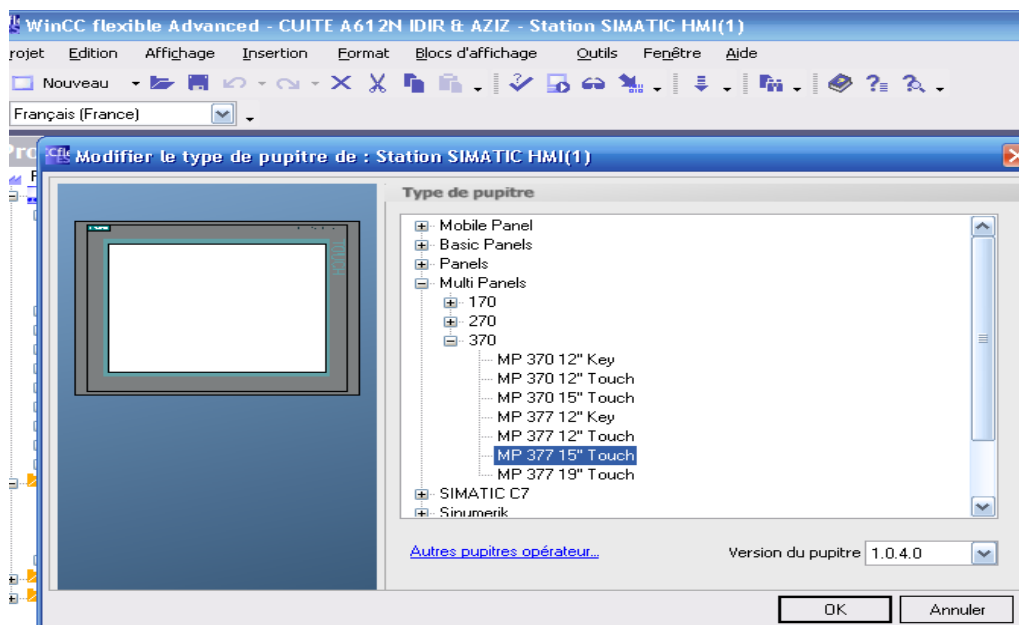 WinCC flexible Advanced - CUITE A612N IDIR & AZIZ - Station SIMATIC HMI(1)
rojet Edition Affichage Insertion Format Blocs d'affichage Outils Fenêtre Aide
Nouveau
Français (France)
Modifier le type de pupitre de : Station SIMATIC HMI(1)
Type de pupitre
Mobile Panel
Basic Panels
Panels
Multi Panels
170
270
370
MP 370 12" Key
MP 370 12" Touch
MP 370 15" Touch
MP 377 12" Key
MP 377 12" Touch
MP 377 15" Touch
MP 377 19" Touch
SIMATIC C7
Sinumerik
TOUCH
Autres pupitres opérateur...
Version du pupitre 1.0.4.0
OK Annuler